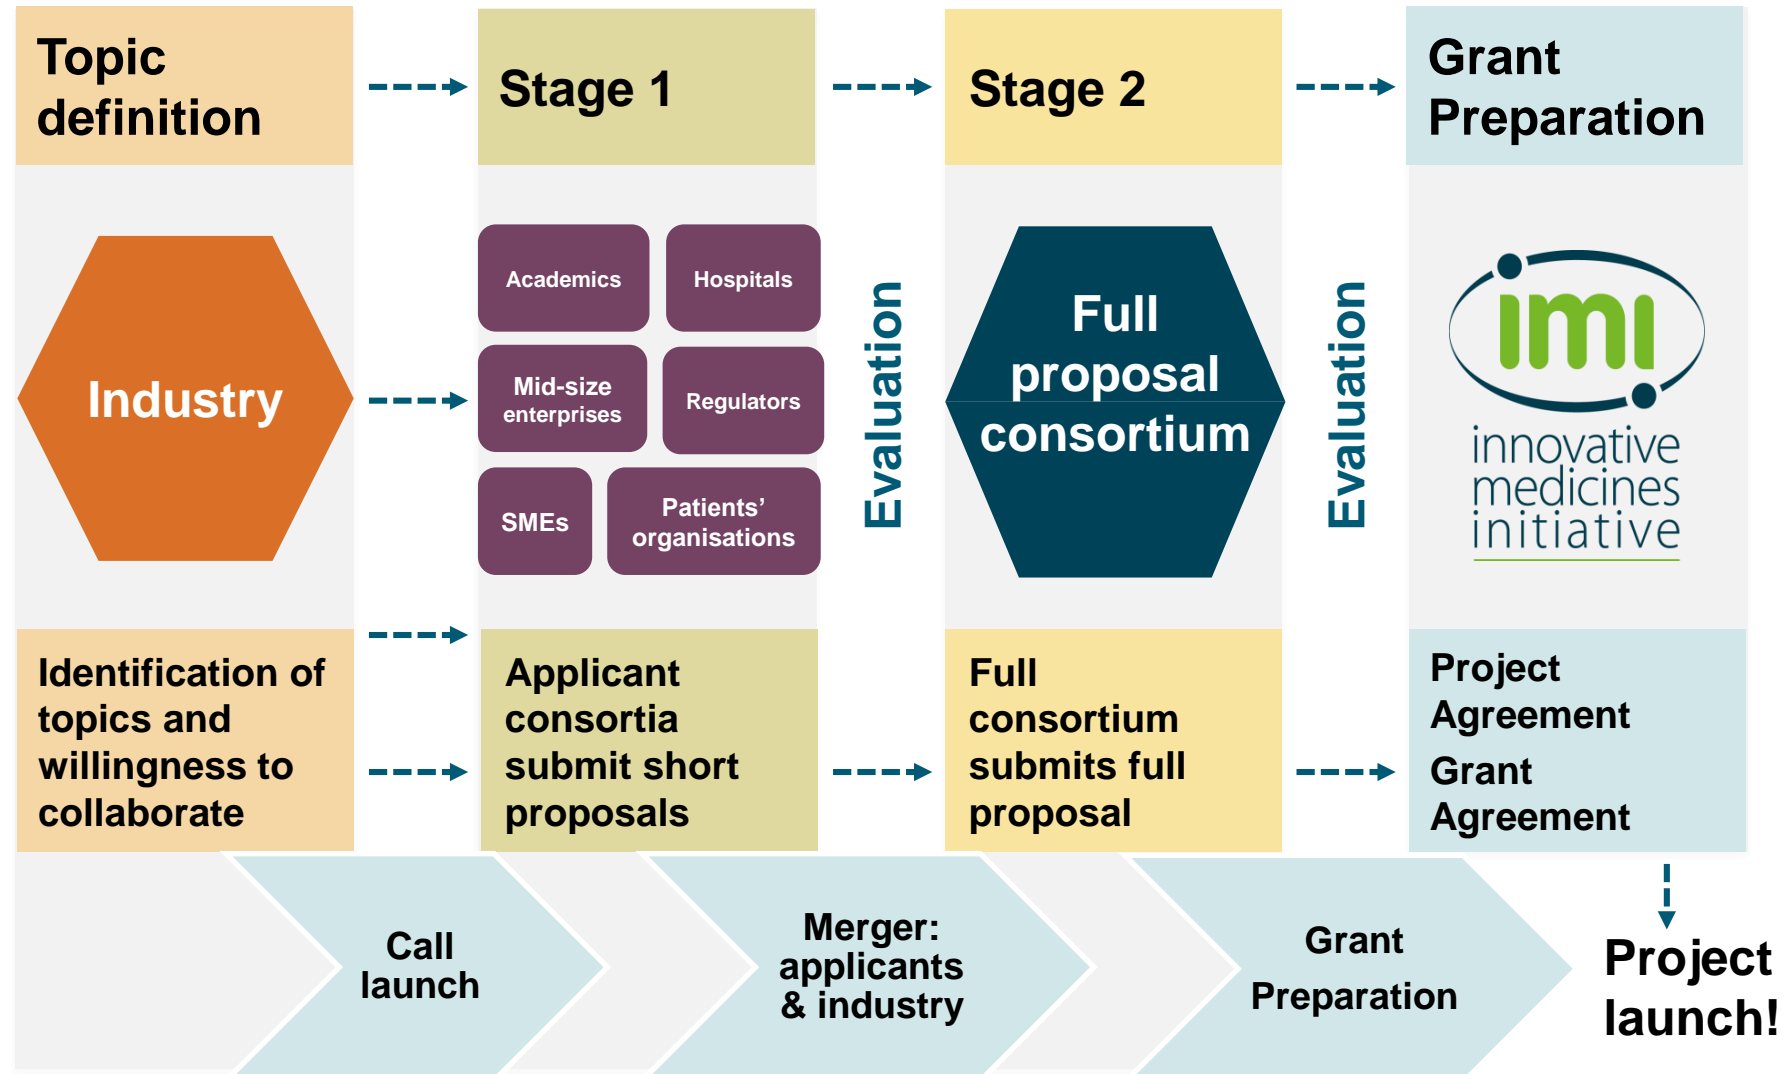 Topic
definition
Stage 1
Stage 2
Grant
Preparation
Industry
Academics
Hospitals
Mid-size
enterprises
Regulators
SMEs
Patients’
organisations
Evaluation
Full
proposal
consortium
Evaluation
imi
innovative
medicines
initiative
Identification of
topics and
willingness to
collaborate
Applicant
consortia
submit short
proposals
Full
consortium
submits full
proposal
Project
Agreement
Grant
Agreement
Call
launch
Merger:
applicants
& industry
Grant
Preparation
Project
launch!